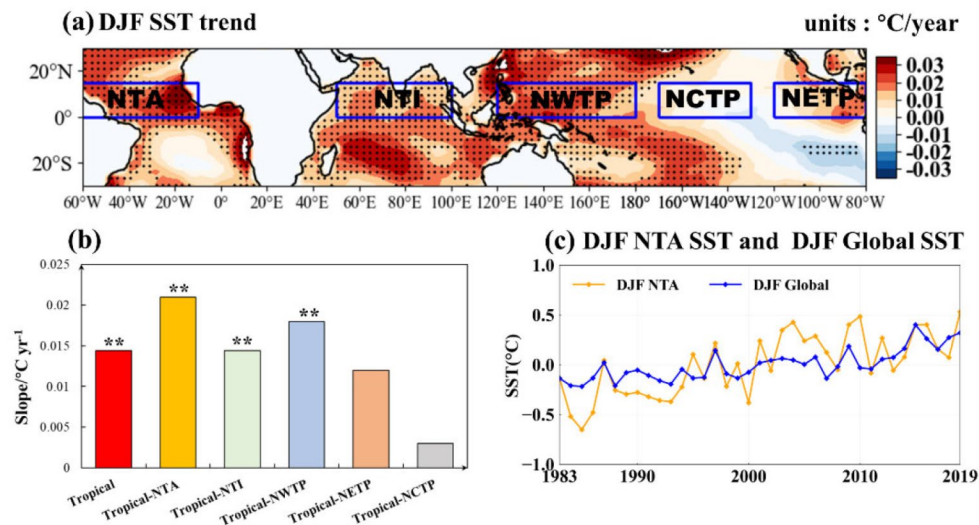 (a) DJF SST trend
units : °C/year
20°N
0°
20°S
NTA
NTI
NWTP
NCTP
NETP
0.03
0.02
0.01
0.00
-0.01
-0.02
-0.03
60°W 40°W 20°W 0°E 20°E 40°E 60°E 80°E 100°E 120°E 140°E 160°E 180° 160°W 140°W 120°W 100°W 80°W
(b)
0.025
0.02
0.015
0.01
0.005
0
Slope/°C yr⁻¹
**
**
**
**
Tropical
Tropical-NTA
Tropical-NTI
Tropical-NWTP
Tropical-NETP
Tropical-NCTP
(c) DJF NTA SST and DJF Global SST
DJF NTA
DJF Global
SST(°C)
1.0
0.5
0.0
−0.5
−1.0
1983 1990 2000 2010 2019